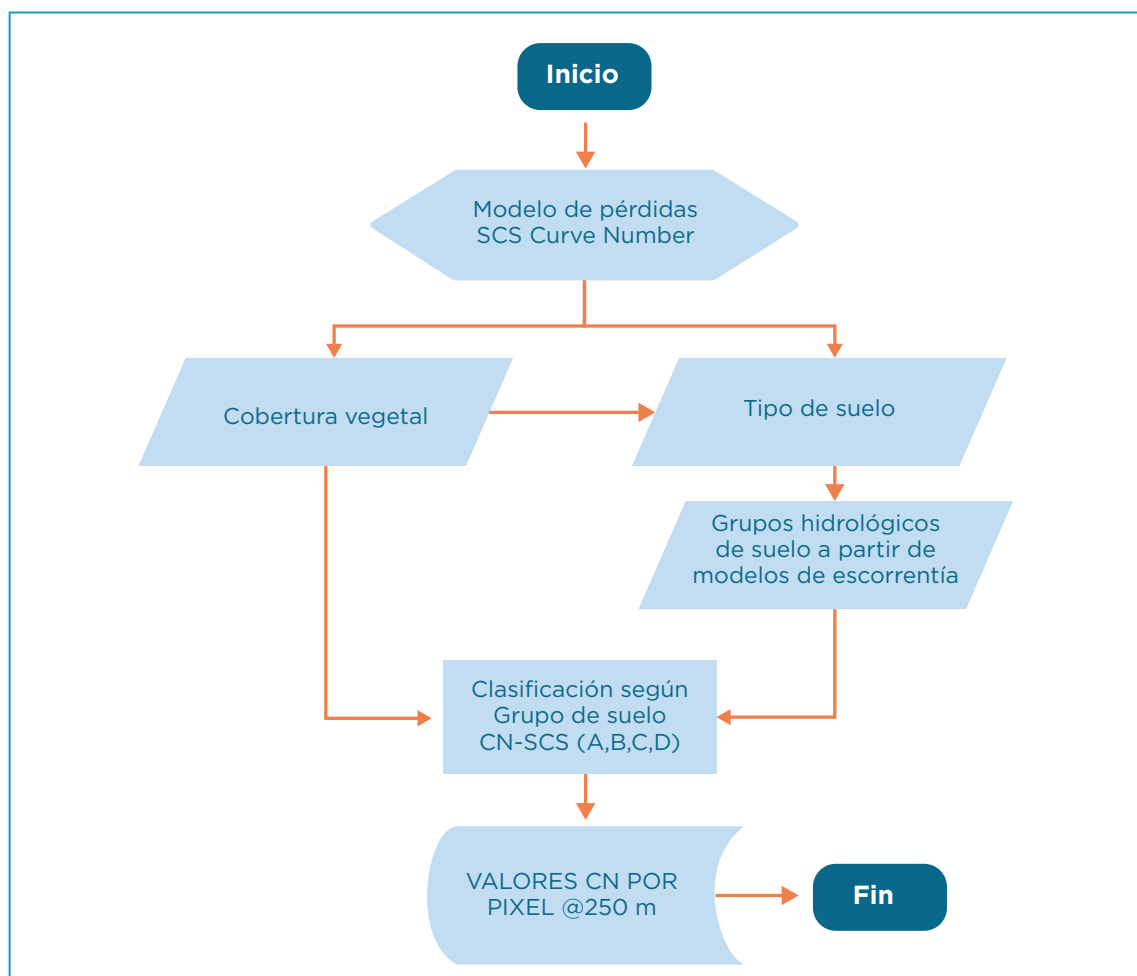 Inicio
Modelo de pérdidas
SCS Curve Number
Cobertura vegetal
Tipo de suelo
Grupos hidrológicos
de suelo a partir de
modelos de escorrentía
Clasificación según
Grupo de suelo
CN-SCS (A,B,C,D)
VALORES CN POR
PIXEL @250 m
Fin